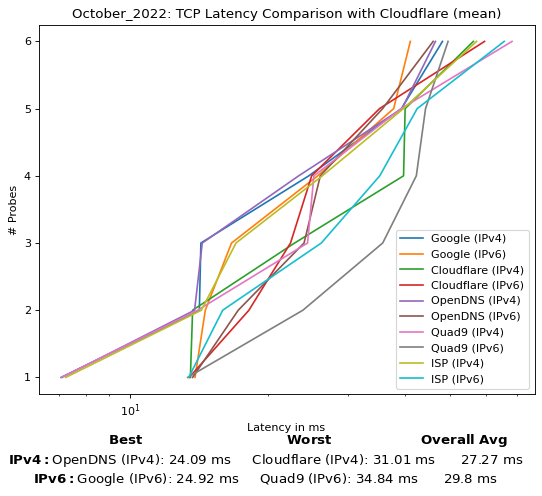 October_2022: TCP Latency Comparison with Cloudflare (mean)
6
5
4
3
2
1
# Probes
Google (IPv4)
Google (IPv6)
Cloudflare (IPv4)
Cloudflare (IPv6)
OpenDNS (IPv4)
OpenDNS (IPv6)
Quad9 (IPv4)
Quad9 (IPv6)
ISP (IPv4)
ISP (IPv6)
10¹
Latency in ms
Best Worst Overall Avg
IPv4: OpenDNS (IPv4): 24.09 ms Cloudflare (IPv4): 31.01 ms 27.27 ms
IPv6: Google (IPv6): 24.92 ms Quad9 (IPv6): 34.84 ms 29.8 ms